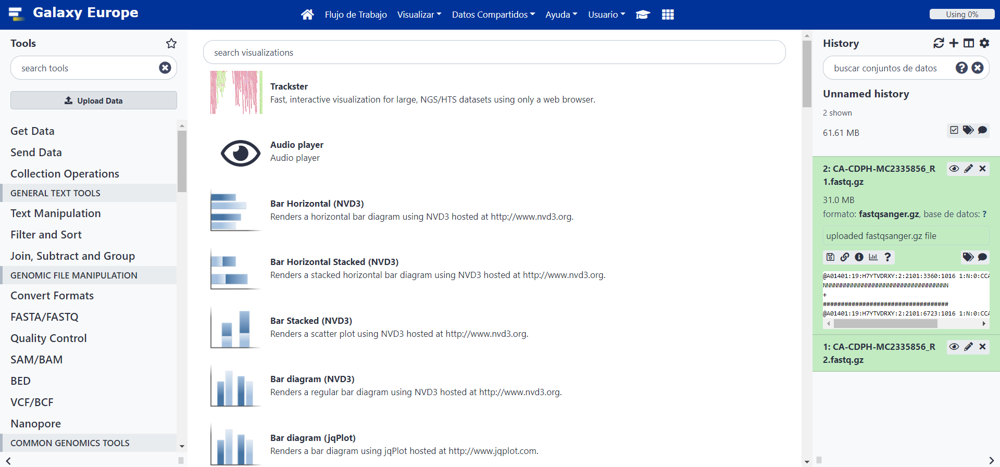 Galaxy Europe
Flujo de Trabajo
Visualizar
Datos Compartidos
Ayuda
Usuario
Using 0%
Tools
search tools
Upload Data
Get Data
Send Data
Collection Operations
GENERAL TEXT TOOLS
Text Manipulation
Filter and Sort
Join, Subtract and Group
GENOMIC FILE MANIPULATION
Convert Formats
FASTA/FASTQ
Quality Control
SAM/BAM
BED
VCF/BCF
Nanopore
COMMON GENOMICS TOOLS
search visualizations
Trackster
Fast, interactive visualization for large, NGS/HTS datasets using only a web browser.
Audio player
Audio player
Bar Horizontal (NVD3)
Renders a horizontal bar diagram using NVD3 hosted at http://www.nvd3.org.
Bar Horizontal Stacked (NVD3)
Renders a stacked horizontal bar diagram using NVD3 hosted at http://www.nvd3.org.
Bar Stacked (NVD3)
Renders a scatter plot using NVD3 hosted at http://www.nvd3.org.
Bar diagram (NVD3)
Renders a regular bar diagram using NVD3 hosted at http://www.nvd3.org.
Bar diagram (jqPlot)
Renders a bar diagram using jqPlot hosted at http://www.jqplot.com.
History
buscar conjuntos de datos
Unnamed history
2 shown
61.61 MB
2: CA-CDPH-MC2335856_R
1.fastq.gz
31.0 MB
formato: fastqsanger.gz, base de datos: ?
uploaded fastqsanger.gz file
@A01401:19:H7YTVDRXY:2:2101:3360:1016 1:N:0:CCA
NNNNNNNNNNNNNNNNNNNNNNNNNNNNNNNNNNN
+
###################################
@A01401:19:H7YTVDRXY:2:2101:6723:1016 1:N:0:CCA
1: CA-CDPH-MC2335856_R
2.fastq.gz